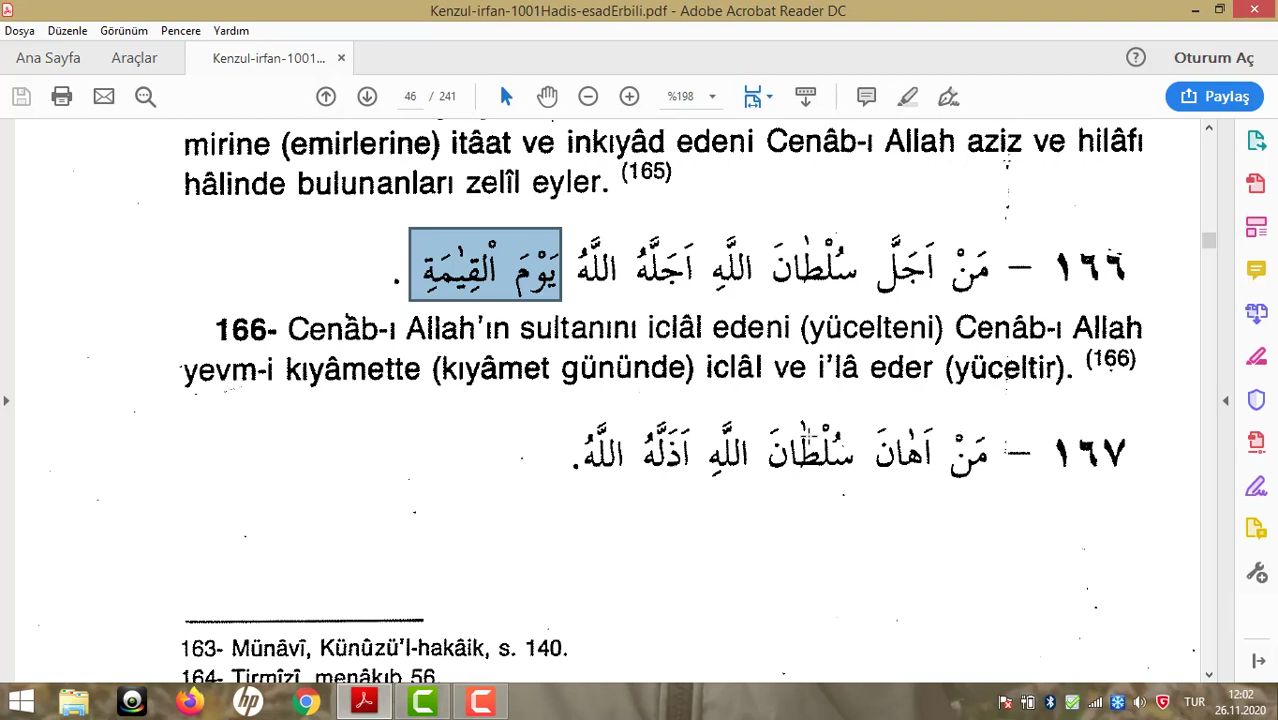 Kenzul-irfan-1001Hadis-esadErbili.pdf - Adobe Acrobat Reader DC
Dosya Düzenle Görünüm Pencere Yardım
Ana Sayfa Araçlar Kenzul-irfan-1001... × Oturum Aç
46 / 241 %198 Paylaş
mirine (emirlerine) itâat ve inkıyâd edeni Cenâb-ı Allah aziz ve hilâfı
hâlinde bulunanları zelîl eyler. (165)
١٦٦ – مَنْ اَجَلَّ سُلْطَانَ اللَّهِ اَجَلَّهُ اللَّهُ يَوْمَ الْقِيٰمَةِ .
166- Cenâb-ı Allah’ın sultanını iclâl edeni (yücelteni) Cenâb-ı Allah
yevm-i kıyâmette (kıyâmet gününde) iclâl ve i’lâ eder (yüceltir). (166)
١٦٧ – مَنْ اَهَانَ سُلْطَانَ اللَّهِ اَذَلَّهُ اللَّهُ.
163- Münâvî, Künûzü’l-hakâik, s. 140.
164- Tirmîzî, menâkıb 56.
TUR 12:02
26.11.2020